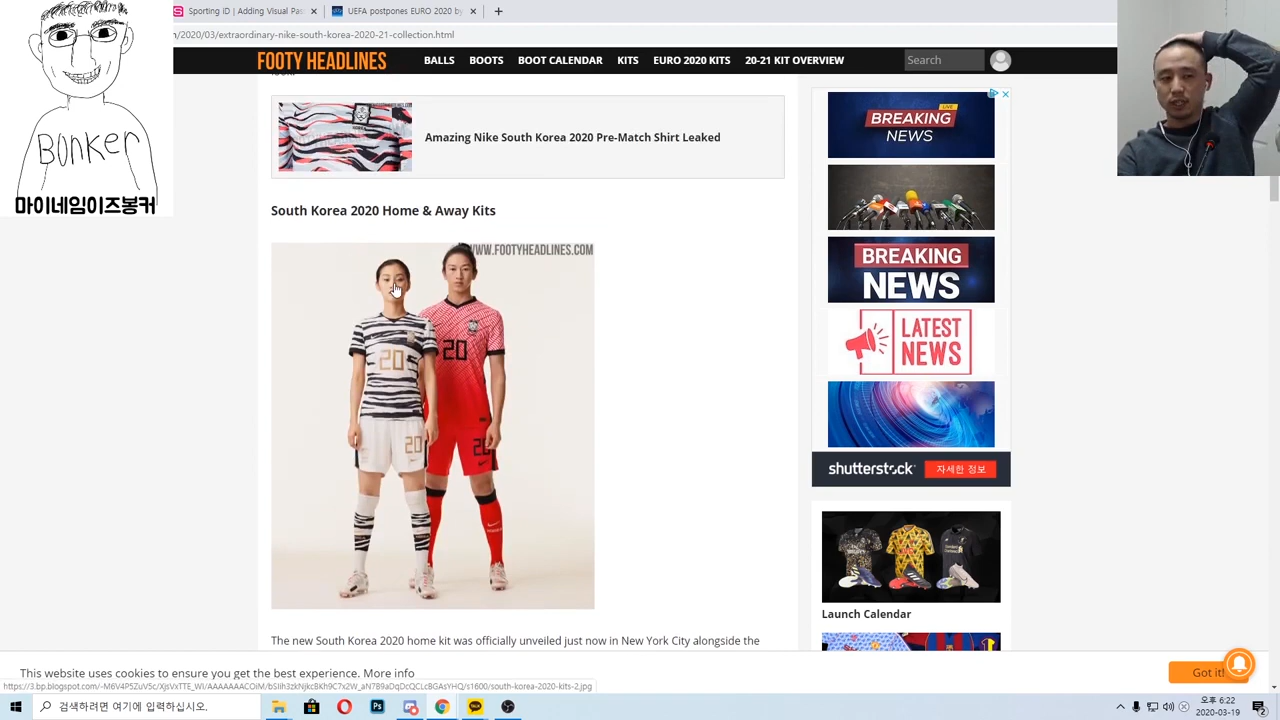 Sporting ID | Adding Visual Pas
UEFA postpones EURO 2020 by
/2020/03/extraordinary-nike-south-korea-2020-21-collection.html
FOOTY HEADLINES
BALLS
BOOTS
BOOT CALENDAR
KITS
EURO 2020 KITS
20-21 KIT OVERVIEW
Search
BONKER
마이네임이즈봉커
Amazing Nike South Korea 2020 Pre-Match Shirt Leaked
South Korea 2020 Home & Away Kits
WWW.FOOTYHEADLINES.COM
20
20
20
20
LIVE
BREAKING
NEWS
BREAKING
NEWS
LATEST
NEWS
shutterstock
자세한 정보
Launch Calendar
The new South Korea 2020 home kit was officially unveiled just now in New York City alongside the
This website uses cookies to ensure you get the best experience. More info
Got it!
검색하려면 여기에 입력하십시오.
오후 6:22
2020-03-19
2